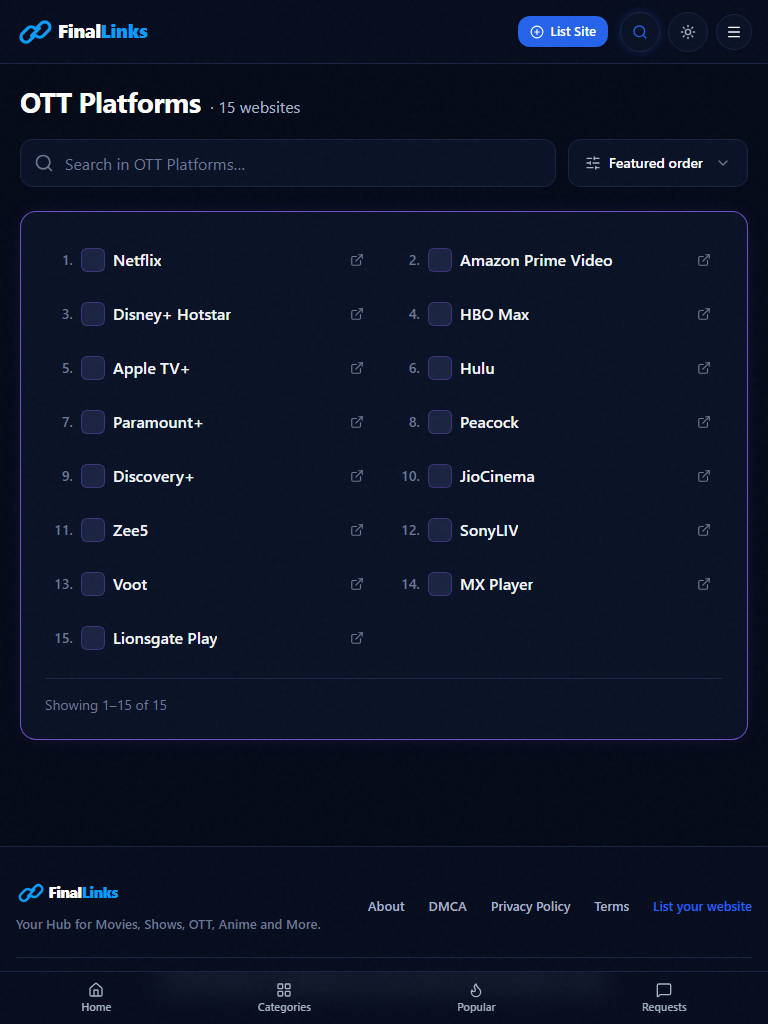 FinalLinks
List Site
OTT Platforms · 15 websites
Search in OTT Platforms...
Featured order
1. Netflix
2. Amazon Prime Video
3. Disney+ Hotstar
4. HBO Max
5. Apple TV+
6. Hulu
7. Paramount+
8. Peacock
9. Discovery+
10. JioCinema
11. Zee5
12. SonyLIV
13. Voot
14. MX Player
15. Lionsgate Play
Showing 1–15 of 15
FinalLinks
Your Hub for Movies, Shows, OTT, Anime and More.
About DMCA Privacy Policy Terms List your website
Home Categories Popular Requests